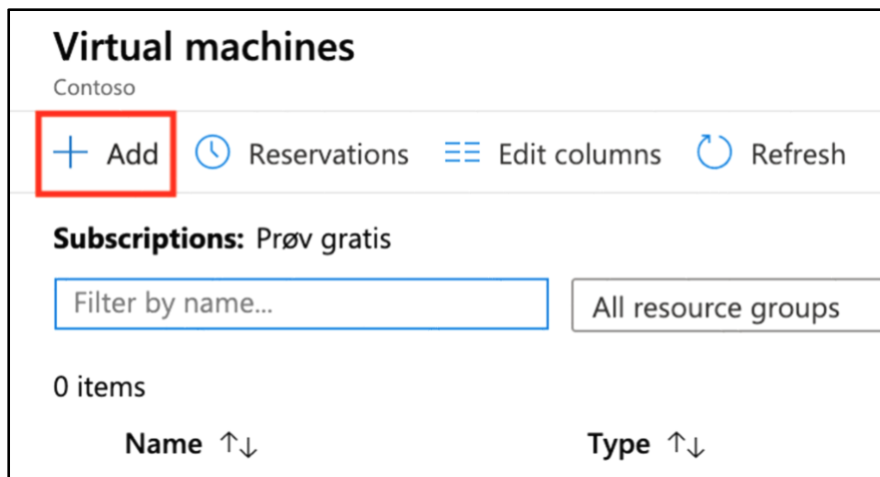 Virtual machines
Contoso
Add Reservations Edit columns Refresh
Subscriptions: Prøv gratis
Filter by name... All resource groups
0 items
Name ↑↓ Type ↑↓